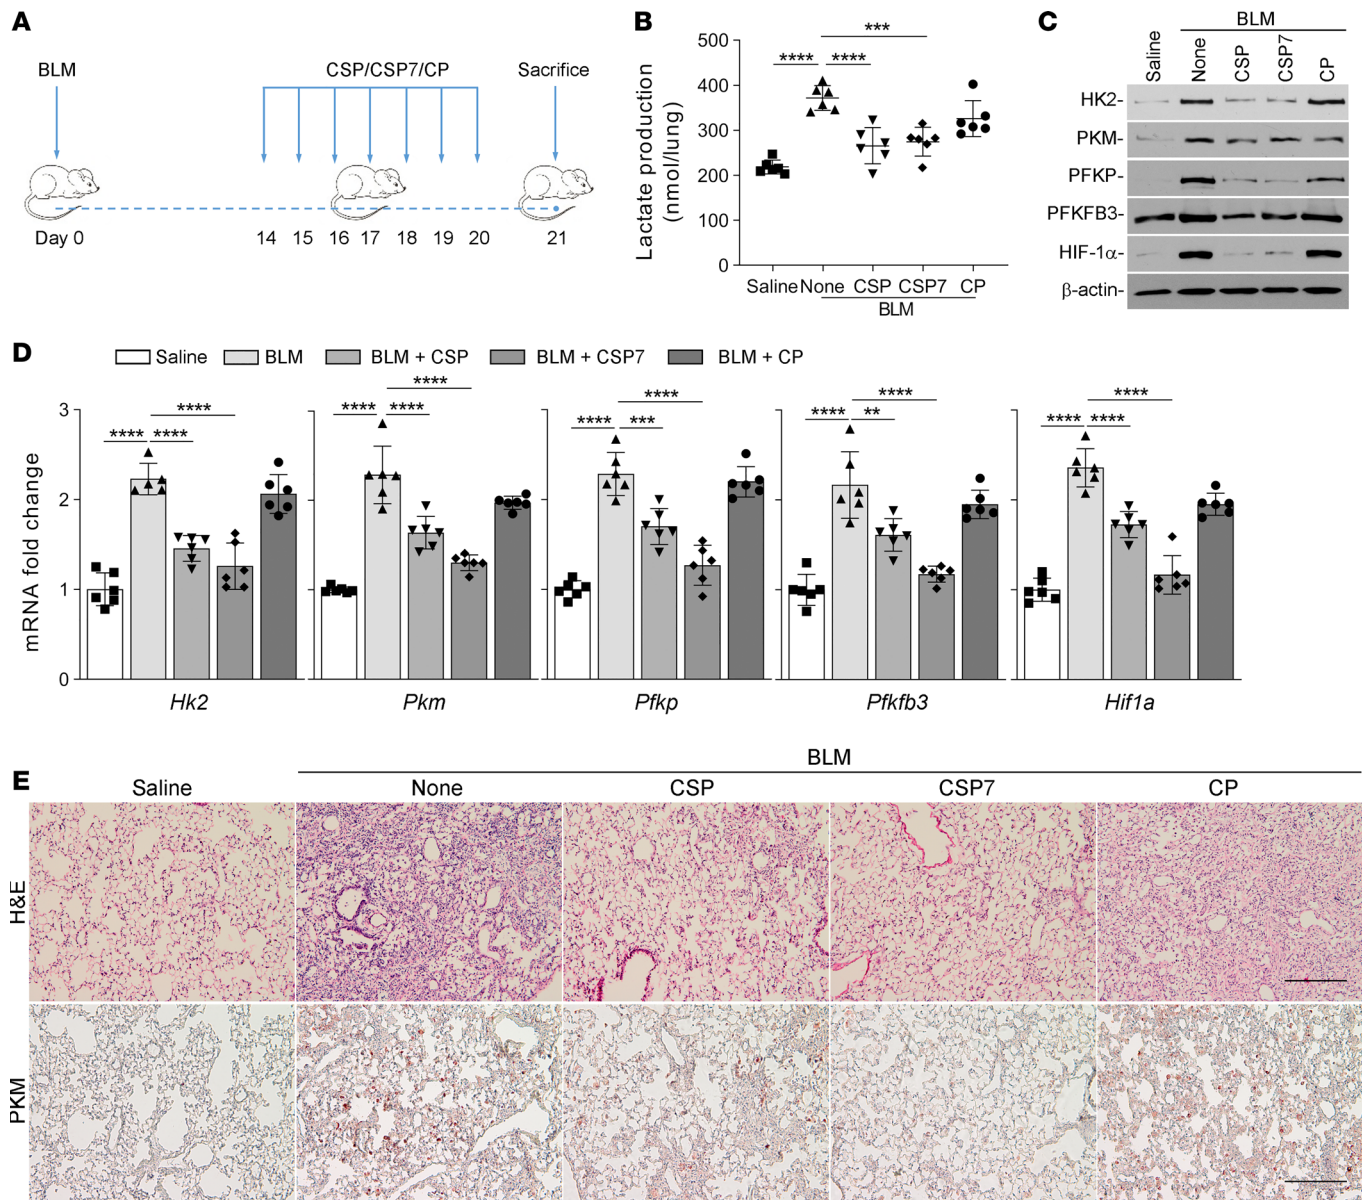 A
BLM
CSP/CSP7/CP
Sacrifice
Day 0
14 15 16 17 18 19 20 21
B
Lactate production
(nmol/lung)
500
400
300
200
100
0
***
**** ****
Saline None CSP CSP7 CP
BLM
C
BLM
Saline None CSP CSP7 CP
HK2-
PKM-
PFKP-
PFKFB3-
HIF-1α-
β-actin-
D
Saline BLM BLM + CSP BLM + CSP7 BLM + CP
mRNA fold change
3
2
1
0
****
**** ****
Hk2
****
**** ****
Pkm
****
**** ***
Pfkp
****
**** **
Pfkfb3
****
**** ****
Hif1a
E
BLM
Saline None CSP CSP7 CP
H&E
PKM